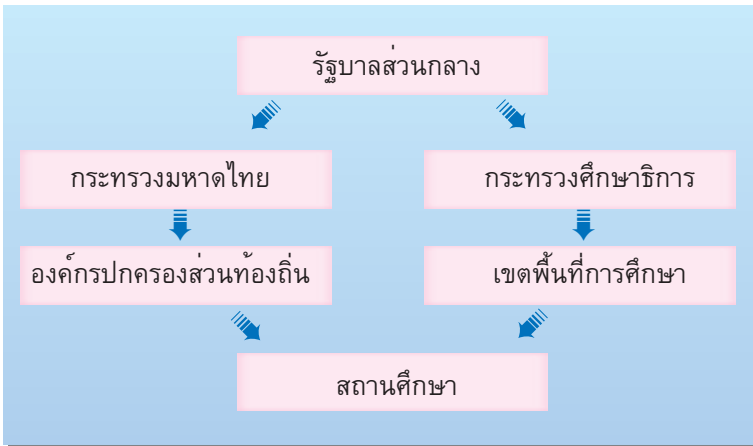 รัฐบาลส่วนกลาง
กระทรวงมหาดไทย
กระทรวงศึกษาธิการ
องค์กรปกครองส่วนท้องถิ่น
เขตพื้นที่การศึกษา
สถานศึกษา